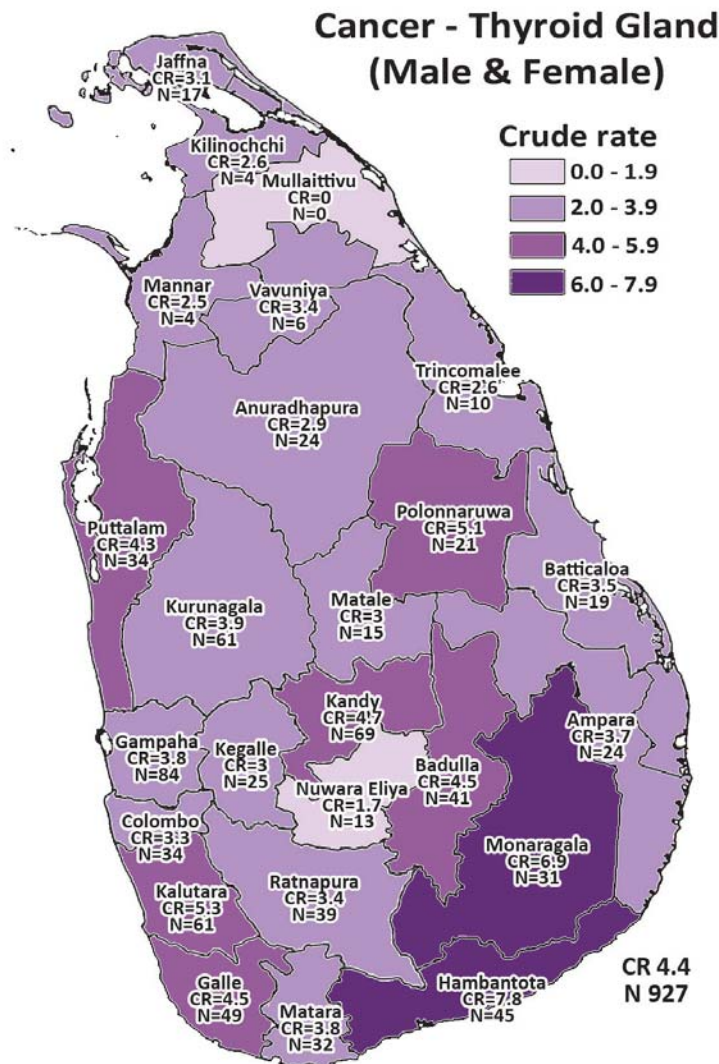 Cancer - Thyroid Gland
(Male & Female)
Crude rate
0.0 - 1.9
2.0 - 3.9
4.0 - 5.9
6.0 - 7.9
Jaffna
CR=3.1
N=17
Kilinochchi
CR=2.6
N=4
Mullaittivu
CR=0
N=0
Mannar
CR=2.5
N=4
Vavuniya
CR=3.4
N=6
Trincomalee
CR=2.6
N=10
Anuradhapura
CR=2.9
N=24
Puttalam
CR=4.3
N=34
Polonnaruwa
CR=5.1
N=21
Batticaloa
CR=3.5
N=19
Kurunagala
CR=3.9
N=61
Matale
CR=3
N=15
Kandy
CR=4.7
N=69
Ampara
CR=3.7
N=24
Gampaha
CR=3.8
N=84
Kegalle
CR=3
N=25
Nuwara Eliya
CR=1.7
N=13
Badulla
CR=4.5
N=41
Colombo
CR=3.3
N=34
Monaragala
CR=6.9
N=31
Kalutara
CR=5.3
N=61
Ratnapura
CR=3.4
N=39
Galle
CR=4.5
N=49
Matara
CR=3.8
N=32
Hambantota
CR=7.8
N=45
CR 4.4
N 927